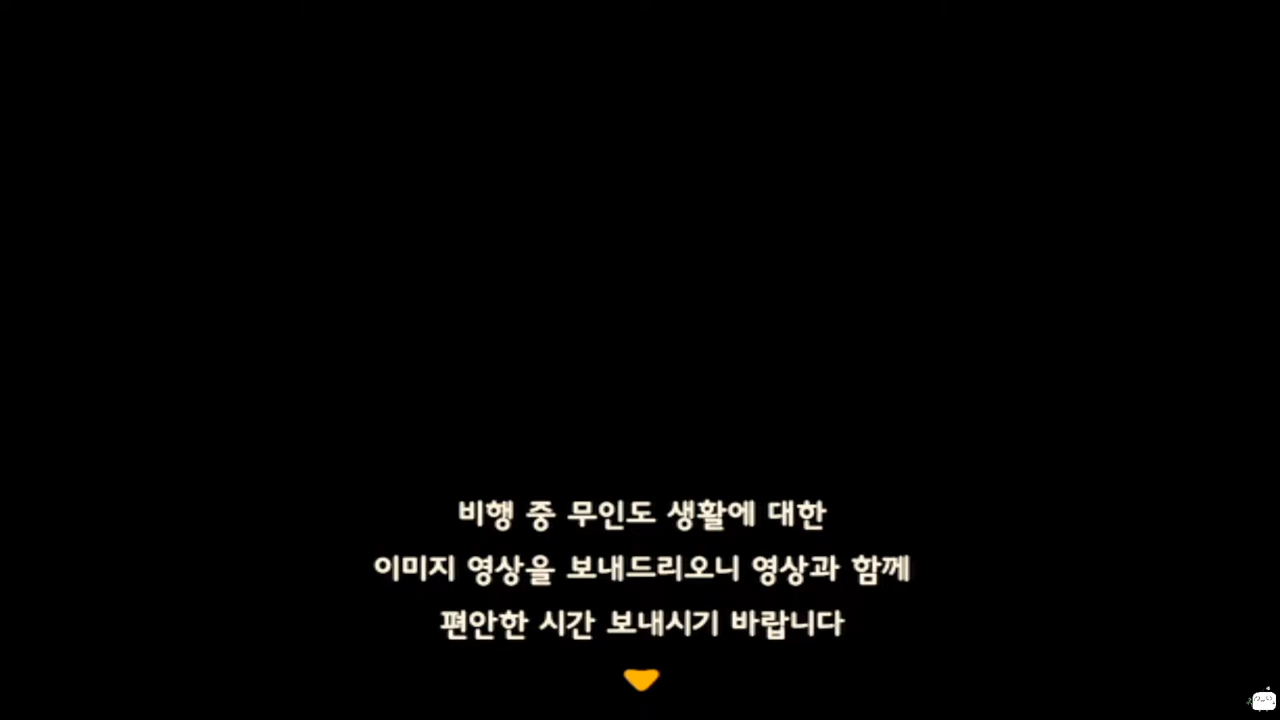 비행 중 무인도 생활에 대한
이미지 영상을 보내드리오니 영상과 함께
편안한 시간 보내시기 바랍니다